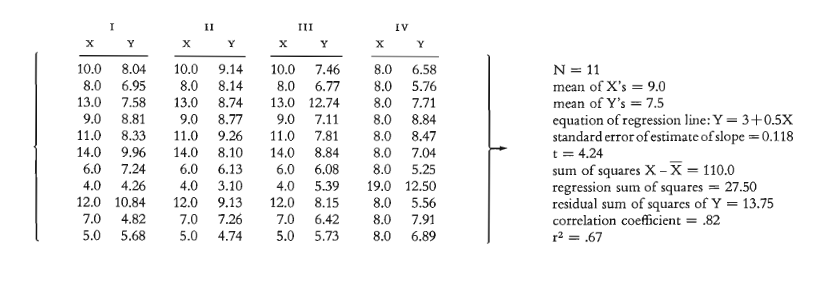 I II III IV
X Y X Y X Y X Y
10.0 8.04 10.0 9.14 10.0 7.46 8.0 6.58
8.0 6.95 8.0 8.14 8.0 6.77 8.0 5.76
13.0 7.58 13.0 8.74 13.0 12.74 8.0 7.71
9.0 8.81 9.0 8.77 9.0 7.11 8.0 8.84
11.0 8.33 11.0 9.26 11.0 7.81 8.0 8.47
14.0 9.96 14.0 8.10 14.0 8.84 8.0 7.04
6.0 7.24 6.0 6.13 6.0 6.08 8.0 5.25
4.0 4.26 4.0 3.10 4.0 5.39 19.0 12.50
12.0 10.84 12.0 9.13 12.0 8.15 8.0 5.56
7.0 4.82 7.0 7.26 7.0 6.42 8.0 7.91
5.0 5.68 5.0 4.74 5.0 5.73 8.0 6.89
N = 11
mean of X's = 9.0
mean of Y's = 7.5
equation of regression line: Y = 3+0.5X
standard error of estimate of slope = 0.118
t = 4.24
sum of squares X – X̅ = 110.0
regression sum of squares = 27.50
residual sum of squares of Y = 13.75
correlation coefficient = .82
r² = .67